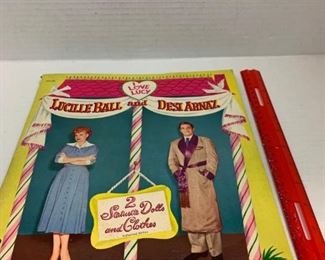 I
LOVE
LUCY
LUCILLE BALL and DESI ARNAZ
2
Statuette Dolls
and Clothes